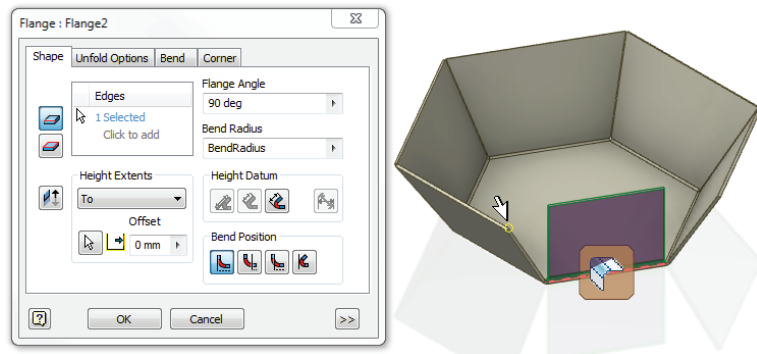 Flange : Flange2
Shape
Unfold Options
Bend
Corner
Edges
1 Selected
Click to add
Flange Angle
90 deg
Bend Radius
BendRadius
Height Extents
To
Offset
0 mm
Height Datum
Bend Position
OK
Cancel
>>